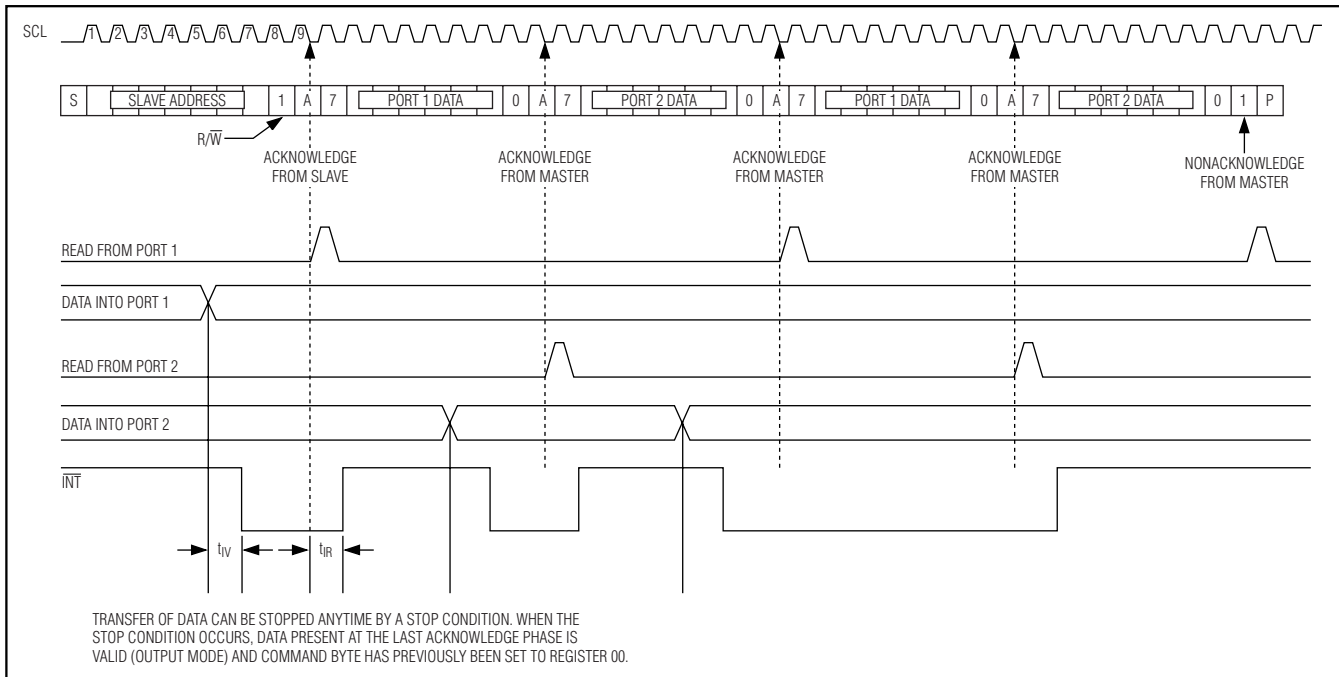 SCL 1 2 3 4 5 6 7 8 9
S SLAVE ADDRESS 1 A 7 PORT 1 DATA 0 A 7 PORT 2 DATA 0 A 7 PORT 1 DATA 0 A 7 PORT 2 DATA 0 1 P
R/W̅
ACKNOWLEDGE
FROM SLAVE
ACKNOWLEDGE
FROM MASTER
ACKNOWLEDGE
FROM MASTER
ACKNOWLEDGE
FROM MASTER
NONACKNOWLEDGE
FROM MASTER
READ FROM PORT 1
DATA INTO PORT 1
READ FROM PORT 2
DATA INTO PORT 2
I̅N̅T̅
tIV tIR
TRANSFER OF DATA CAN BE STOPPED ANYTIME BY A STOP CONDITION. WHEN THE
STOP CONDITION OCCURS, DATA PRESENT AT THE LAST ACKNOWLEDGE PHASE IS
VALID (OUTPUT MODE) AND COMMAND BYTE HAS PREVIOUSLY BEEN SET TO REGISTER 00.